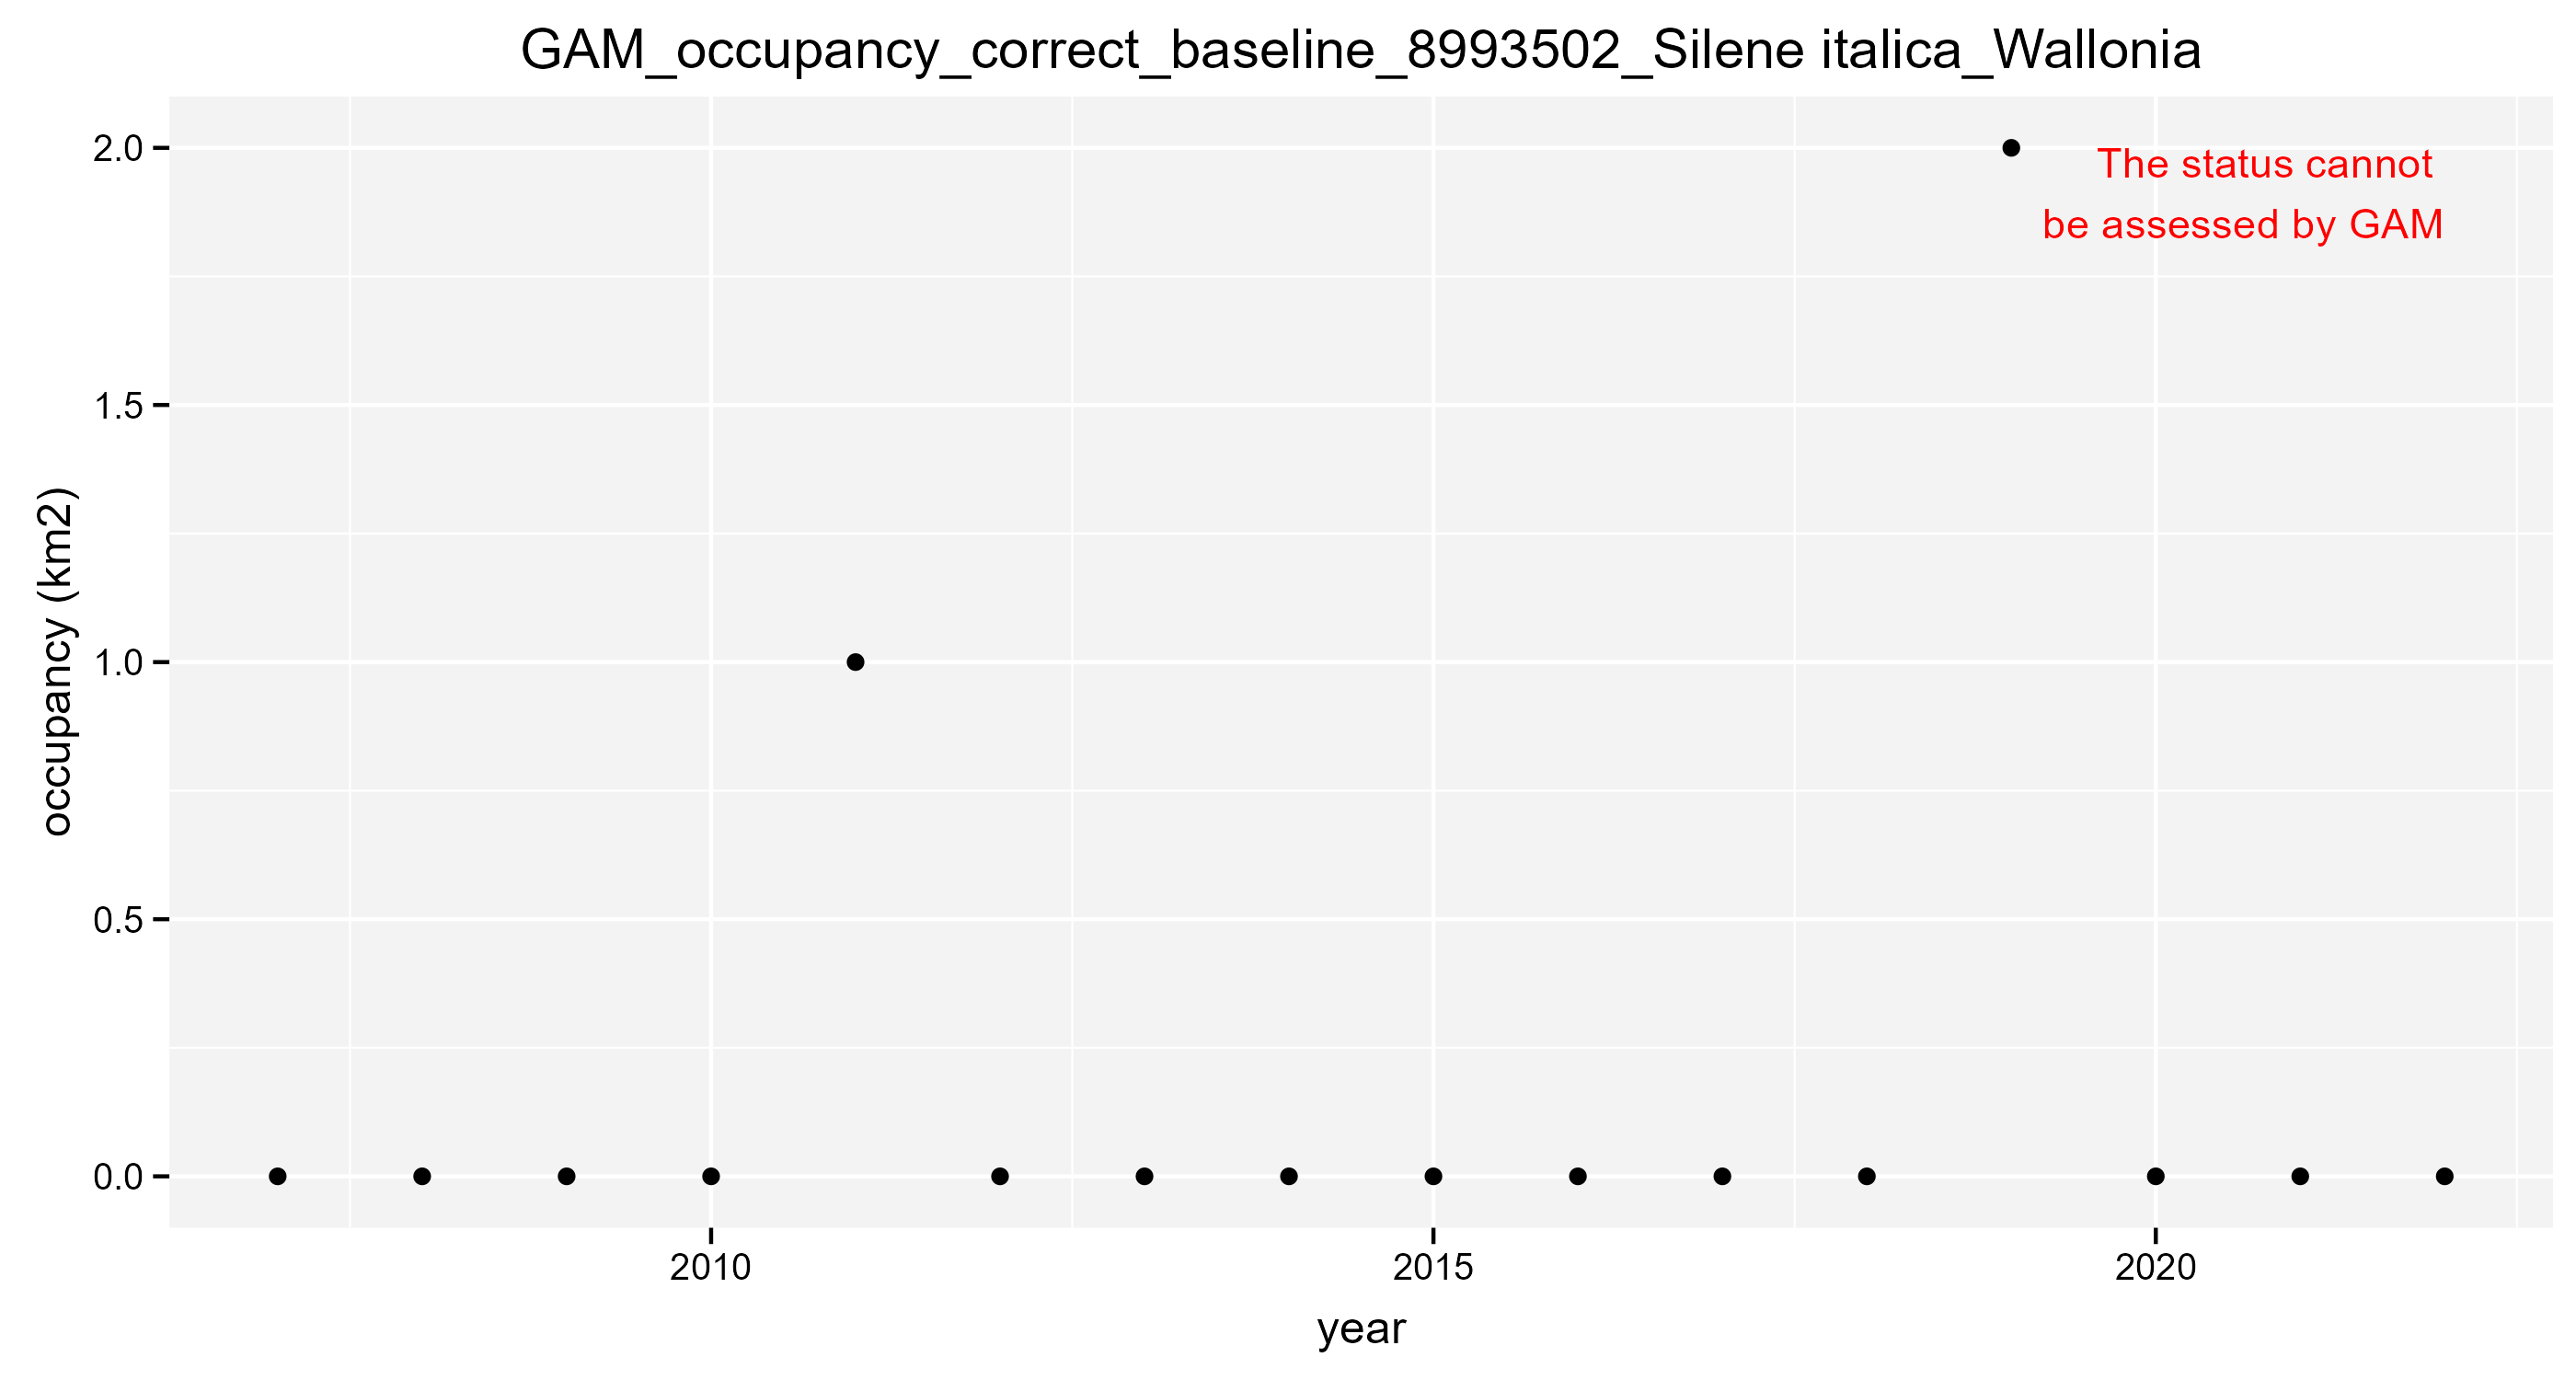 GAM_occupancy_correct_baseline_8993502_Silene italica_Wallonia
2.0
The status cannot
be assessed by GAM
1.5
occupancy (km2)
1.0
0.5
0.0
2010
2015
2020
year